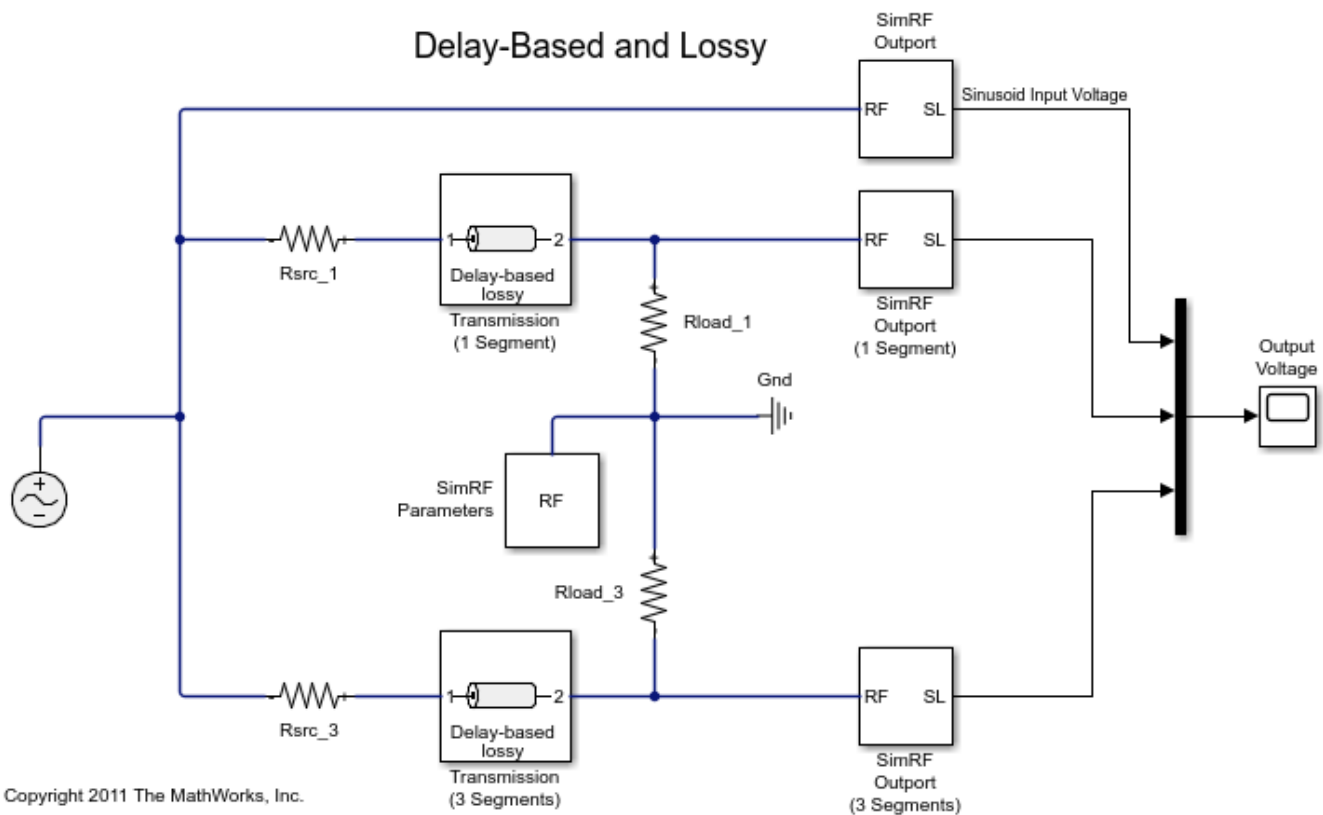 Delay-Based and Lossy
SimRF
Outport
RF
SL
Sinusoid Input Voltage
Rsrc_1
1
2
Delay-based
lossy
Transmission
(1 Segment)
Rload_1
RF
SL
SimRF
Outport
(1 Segment)
Output
Voltage
Gnd
SimRF
Parameters
RF
Rload_3
Rsrc_3
1
2
Delay-based
lossy
Transmission
(3 Segments)
RF
SL
SimRF
Outport
(3 Segments)
Copyright 2011 The MathWorks, Inc.